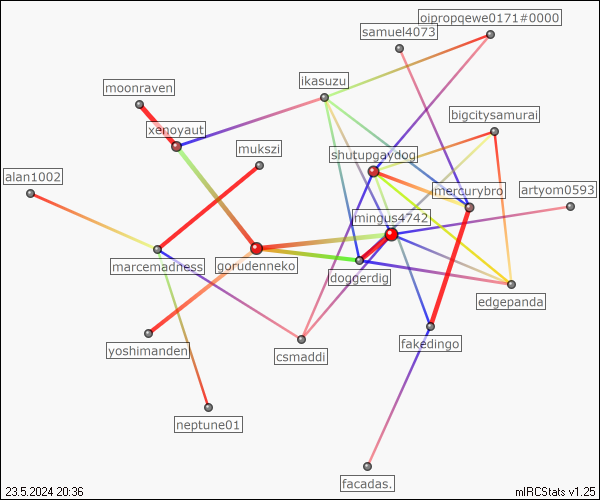 oipropqewe0171#0000
samuel4073
ikasuzu
moonraven
bigcitysamurai
xenoyaut
mukszi
shutupgaydog
alan1002
mercurybro
artyom0593
mingus4742
marcemadness
gorudenneko
doggerdig
edgepanda
yoshimanden
csmaddi
fakedingo
neptune01
facadas.
23.5.2024 20:36
mIRCStats v1.25